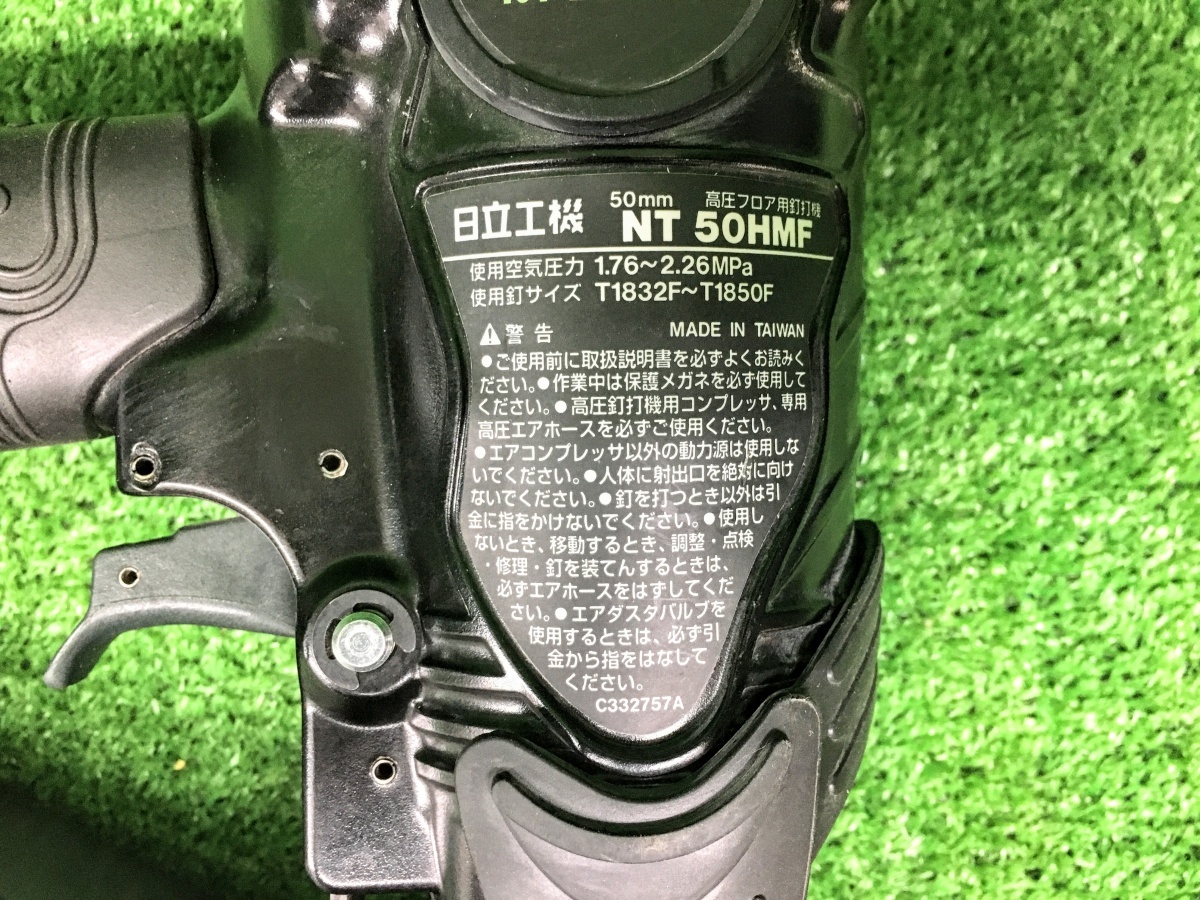 日立工機 50mm 高圧フロア用釘打機
NT 50HMF
使用空気圧力 1.76~2.26MPa
使用釘サイズ T1832F~T1850F
警告 MADE IN TAIWAN
●ご使用前に取扱説明書を必ずよくお読みく
ださい。●作業中は保護メガネを必ず使用して
ください。●高圧釘打機用コンプレッサ、専用
高圧エアホースを必ずご使用ください。
●エアコンプレッサ以外の動力源は使用しな
いでください。●人体に射出口を絶対に向け
ないでください。●釘を打つとき以外は引
金に指をかけないでください。●使用し
ないとき、移動するとき、調整・点検
・修理・釘を装てんするときは、
必ずエアホースをはずしてくだ
さい。●エアダスタバルブを
使用するときは、必ず引
金から指をはなして
ください。
C332757A